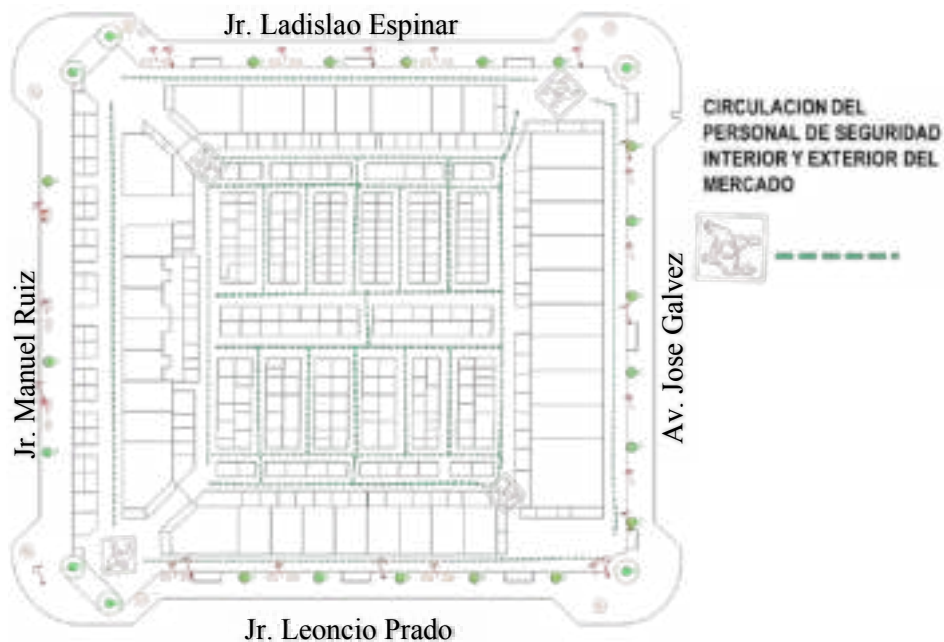 Jr. Ladislao Espinar
CIRCULACION DEL
PERSONAL DE SEGURIDAD
INTERIOR Y EXTERIOR DEL
MERCADO
Jr. Manuel Ruiz
Av. Jose Galvez
Jr. Leoncio Prado